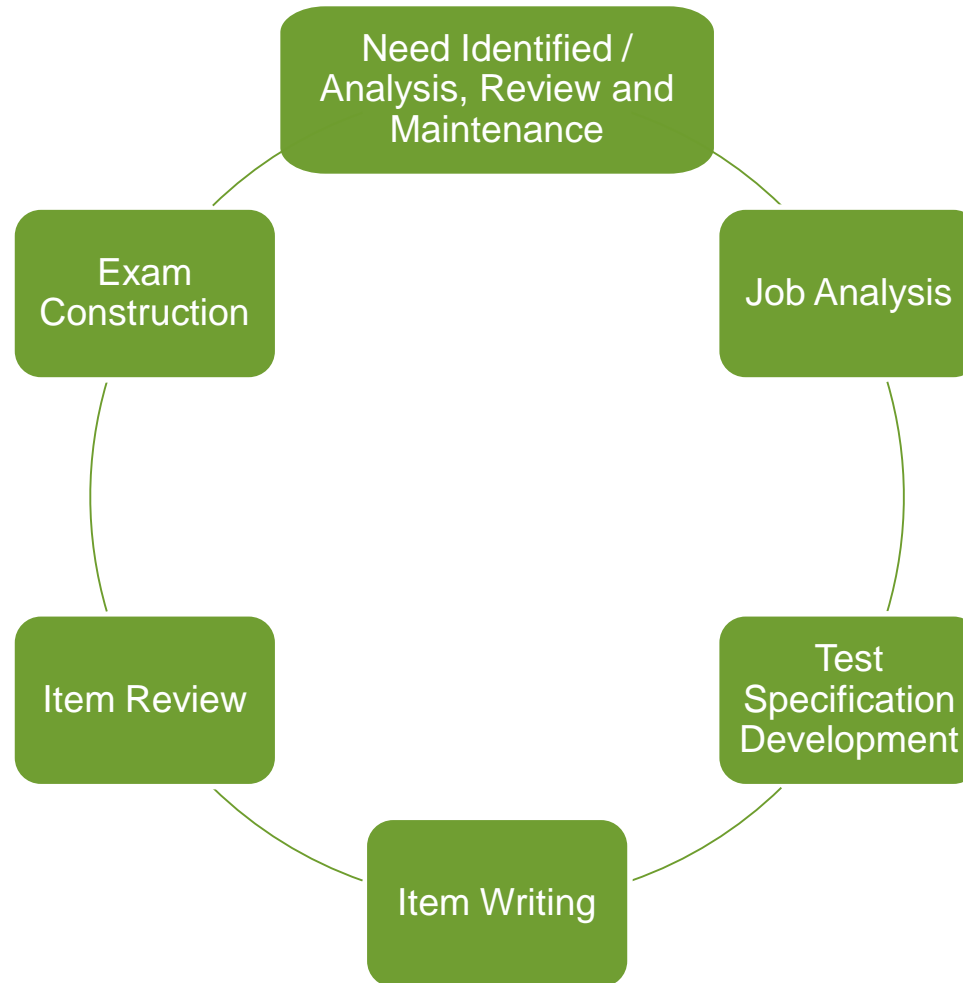 Need Identified /
Analysis, Review and
Maintenance
Job Analysis
Test
Specification
Development
Item Writing
Item Review
Exam
Construction